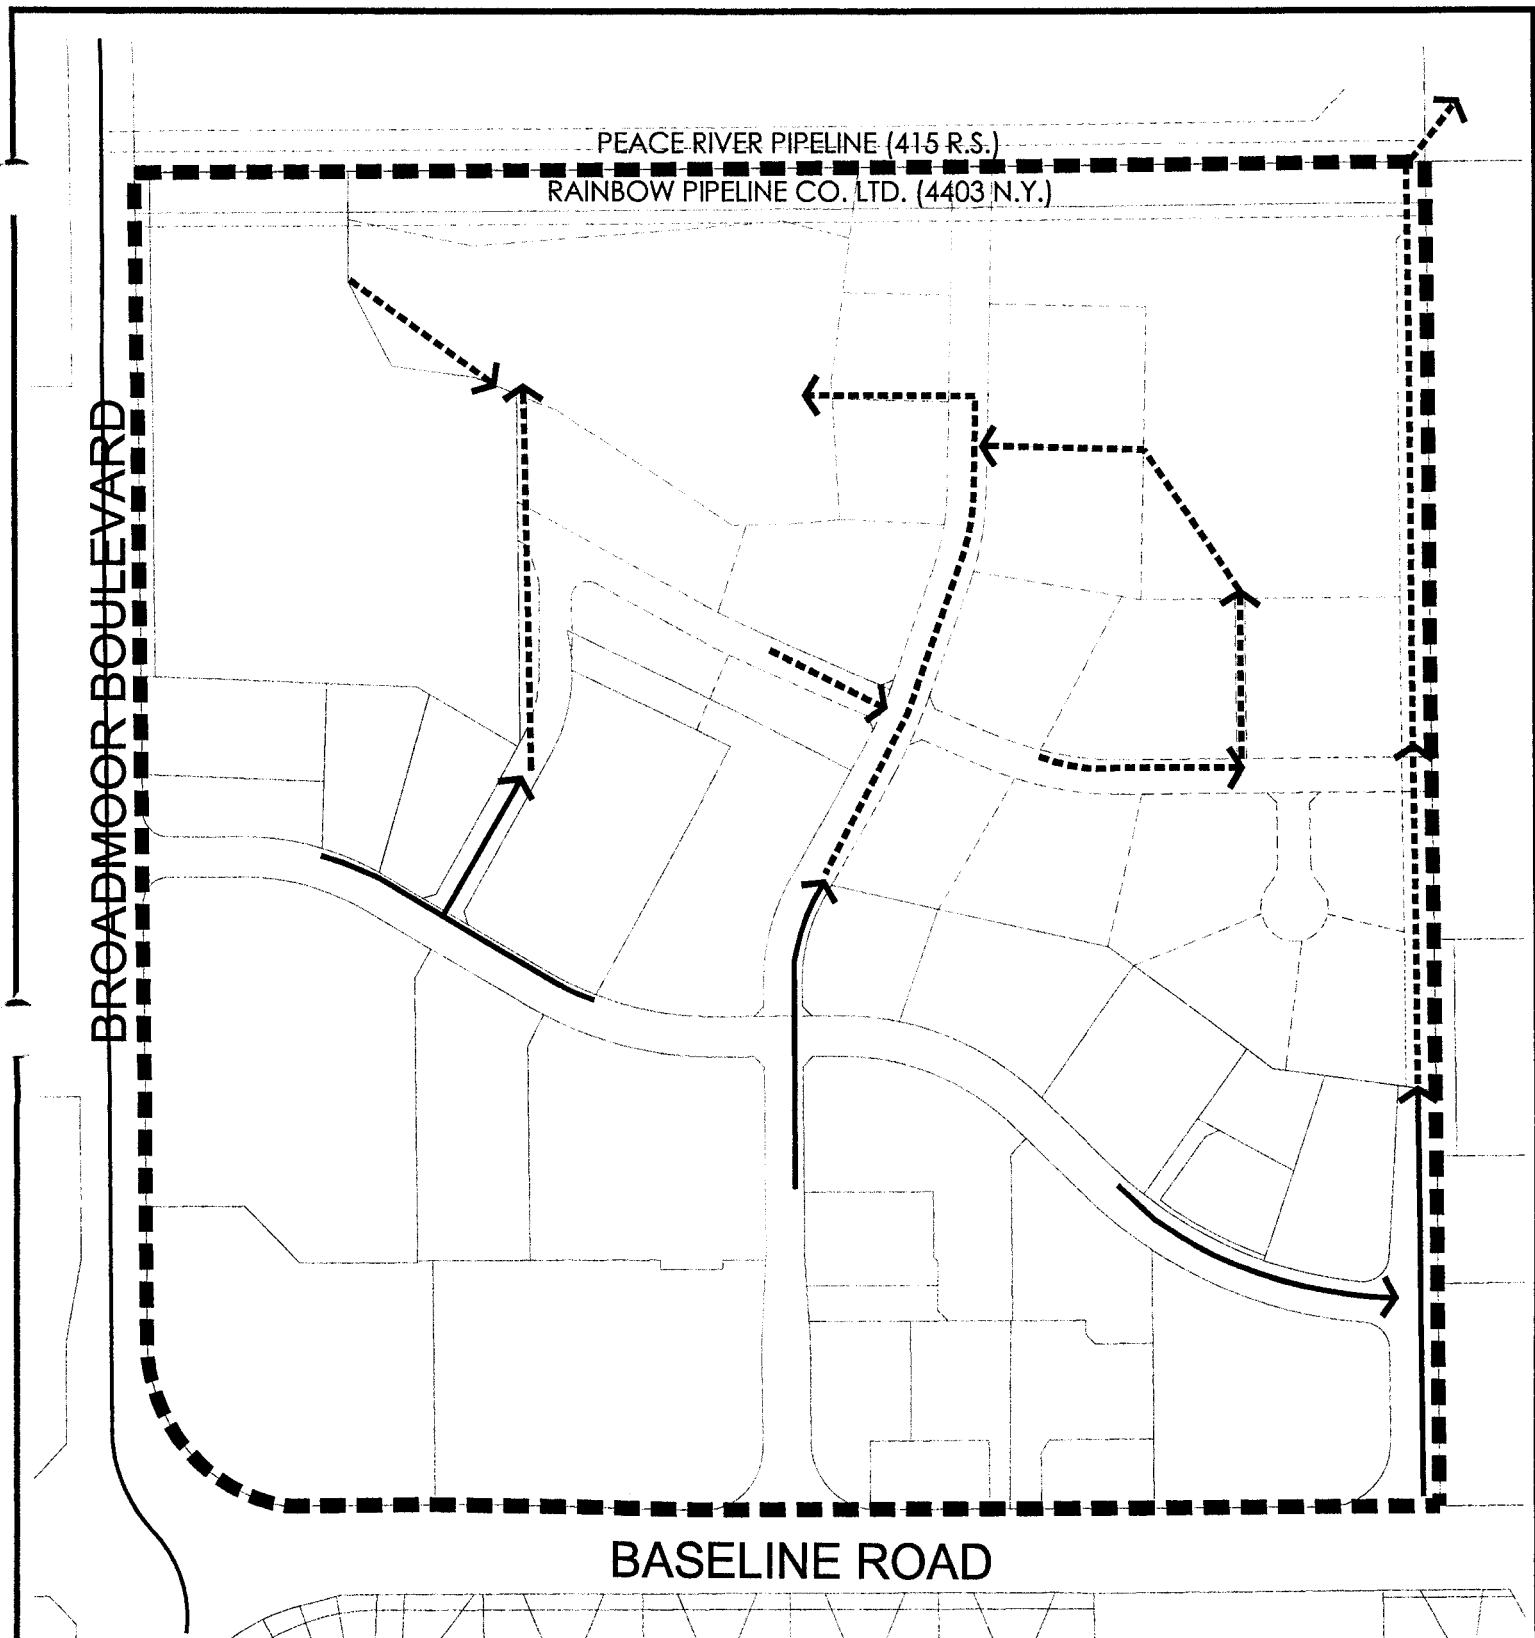 PEACE RIVER PIPELINE (415 R.S.)
RAINBOW PIPELINE CO. LTD. (4403 N.Y.)
BROADMOOR BOULEVARD
BASELINE ROAD